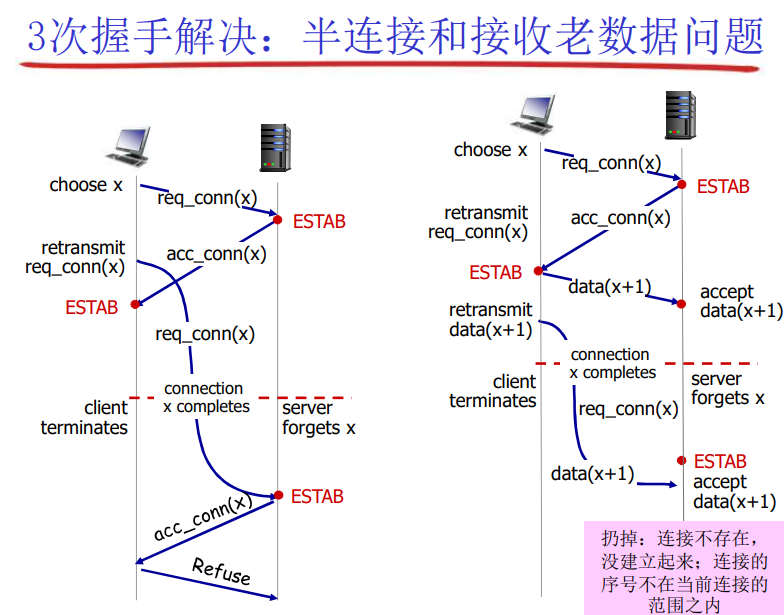 3次握手解决：半连接和接收老数据问题
choose x
req_conn(x)
ESTAB
retransmit
req_conn(x)
acc_conn(x)
ESTAB
req_conn(x)
connection
x completes
client
terminates
server
forgets x
ESTAB
acc_conn(x)
Refuse
choose x
req_conn(x)
ESTAB
retransmit
req_conn(x)
acc_conn(x)
ESTAB
data(x+1)
accept
data(x+1)
retransmit
data(x+1)
connection
x completes
client
terminates
server
forgets x
req_conn(x)
data(x+1)
ESTAB
accept
data(x+1)
扔掉：连接不存在，
没建立起来；连接的
序号不在当前连接的
范围之内